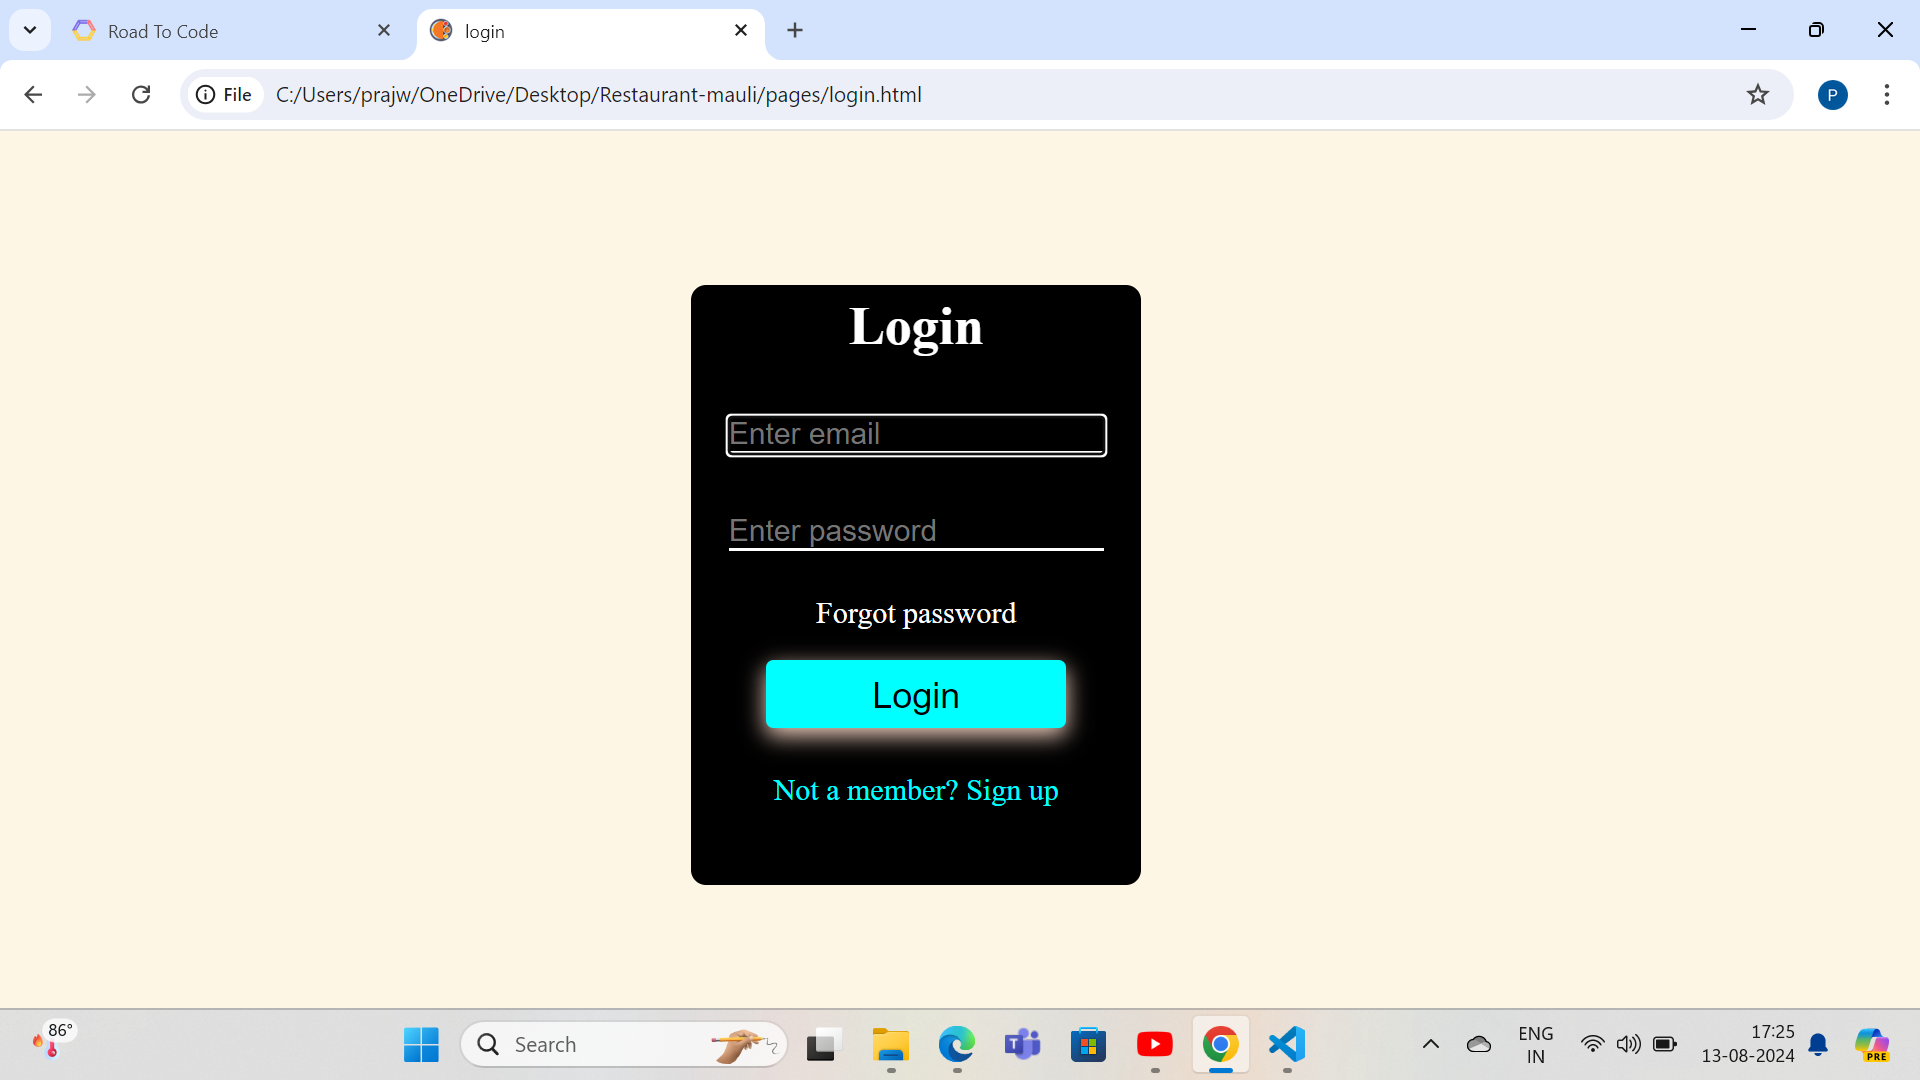 Road To Code
login
File
C:/Users/prajw/OneDrive/Desktop/Restaurant-mauli/pages/login.html
P
Login
Enter email
Enter password
Forgot password
Login
Not a member? Sign up
86°
Search
T
ENG
IN
17:25
13-08-2024
PRE